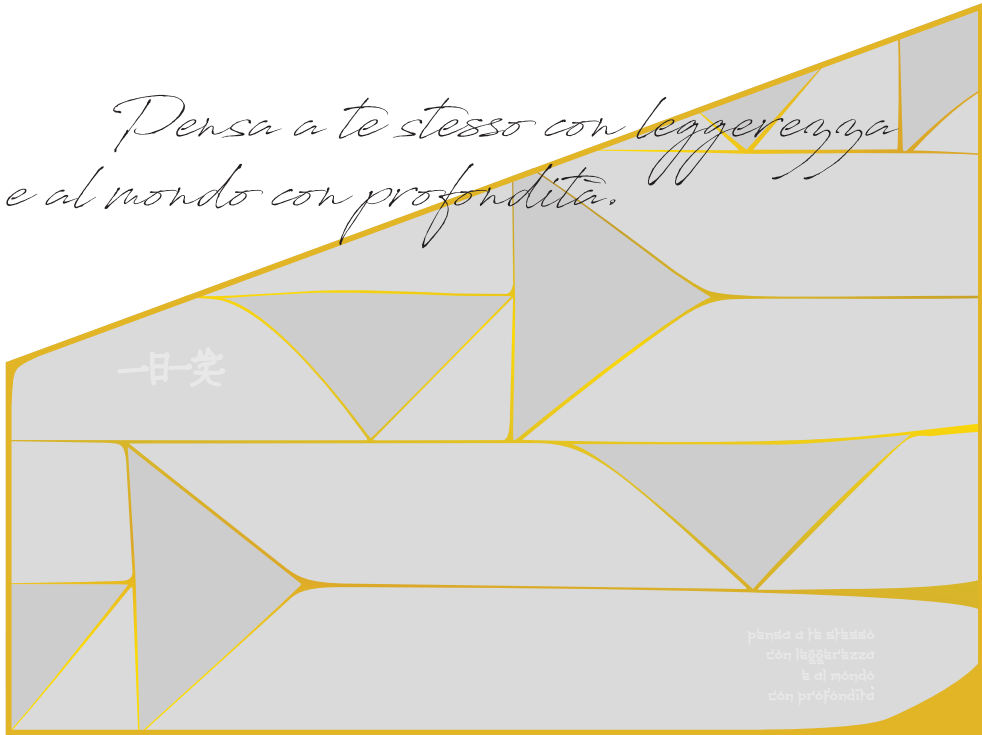 Pensa a te stesso con leggerezza
e al mondo con profondità.
一日一笑
pensa a te stesso
con leggerezza
e al mondo
con profondità